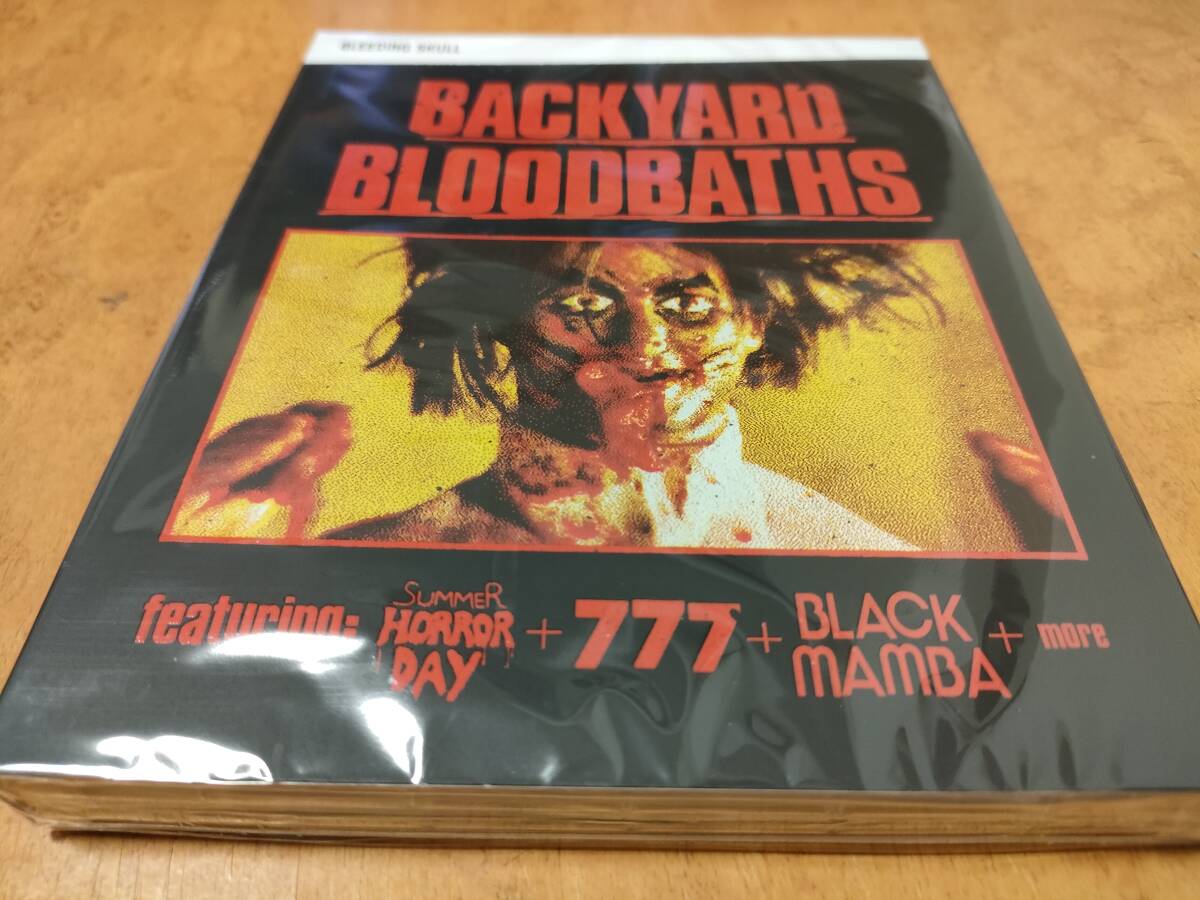 BLEEDING SKULL
BACKYARD
BLOODBATHS
featuring: SUMMER HORROR DAY + 777 + BLACK MAMBA + more